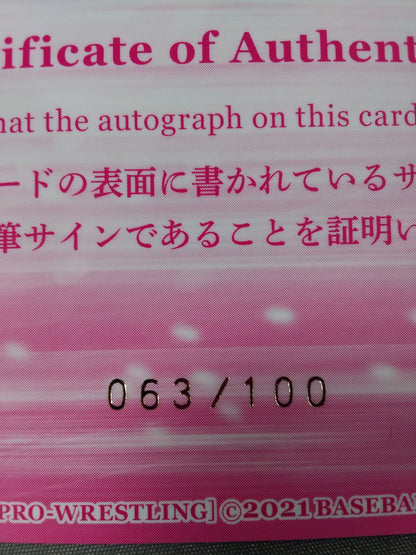 ificate of Authent
hat the autograph on this card
ードの表面に書かれているサ
筆サインであることを証明い
063/100
PRO-WRESTLING] ©2021 BASEBA